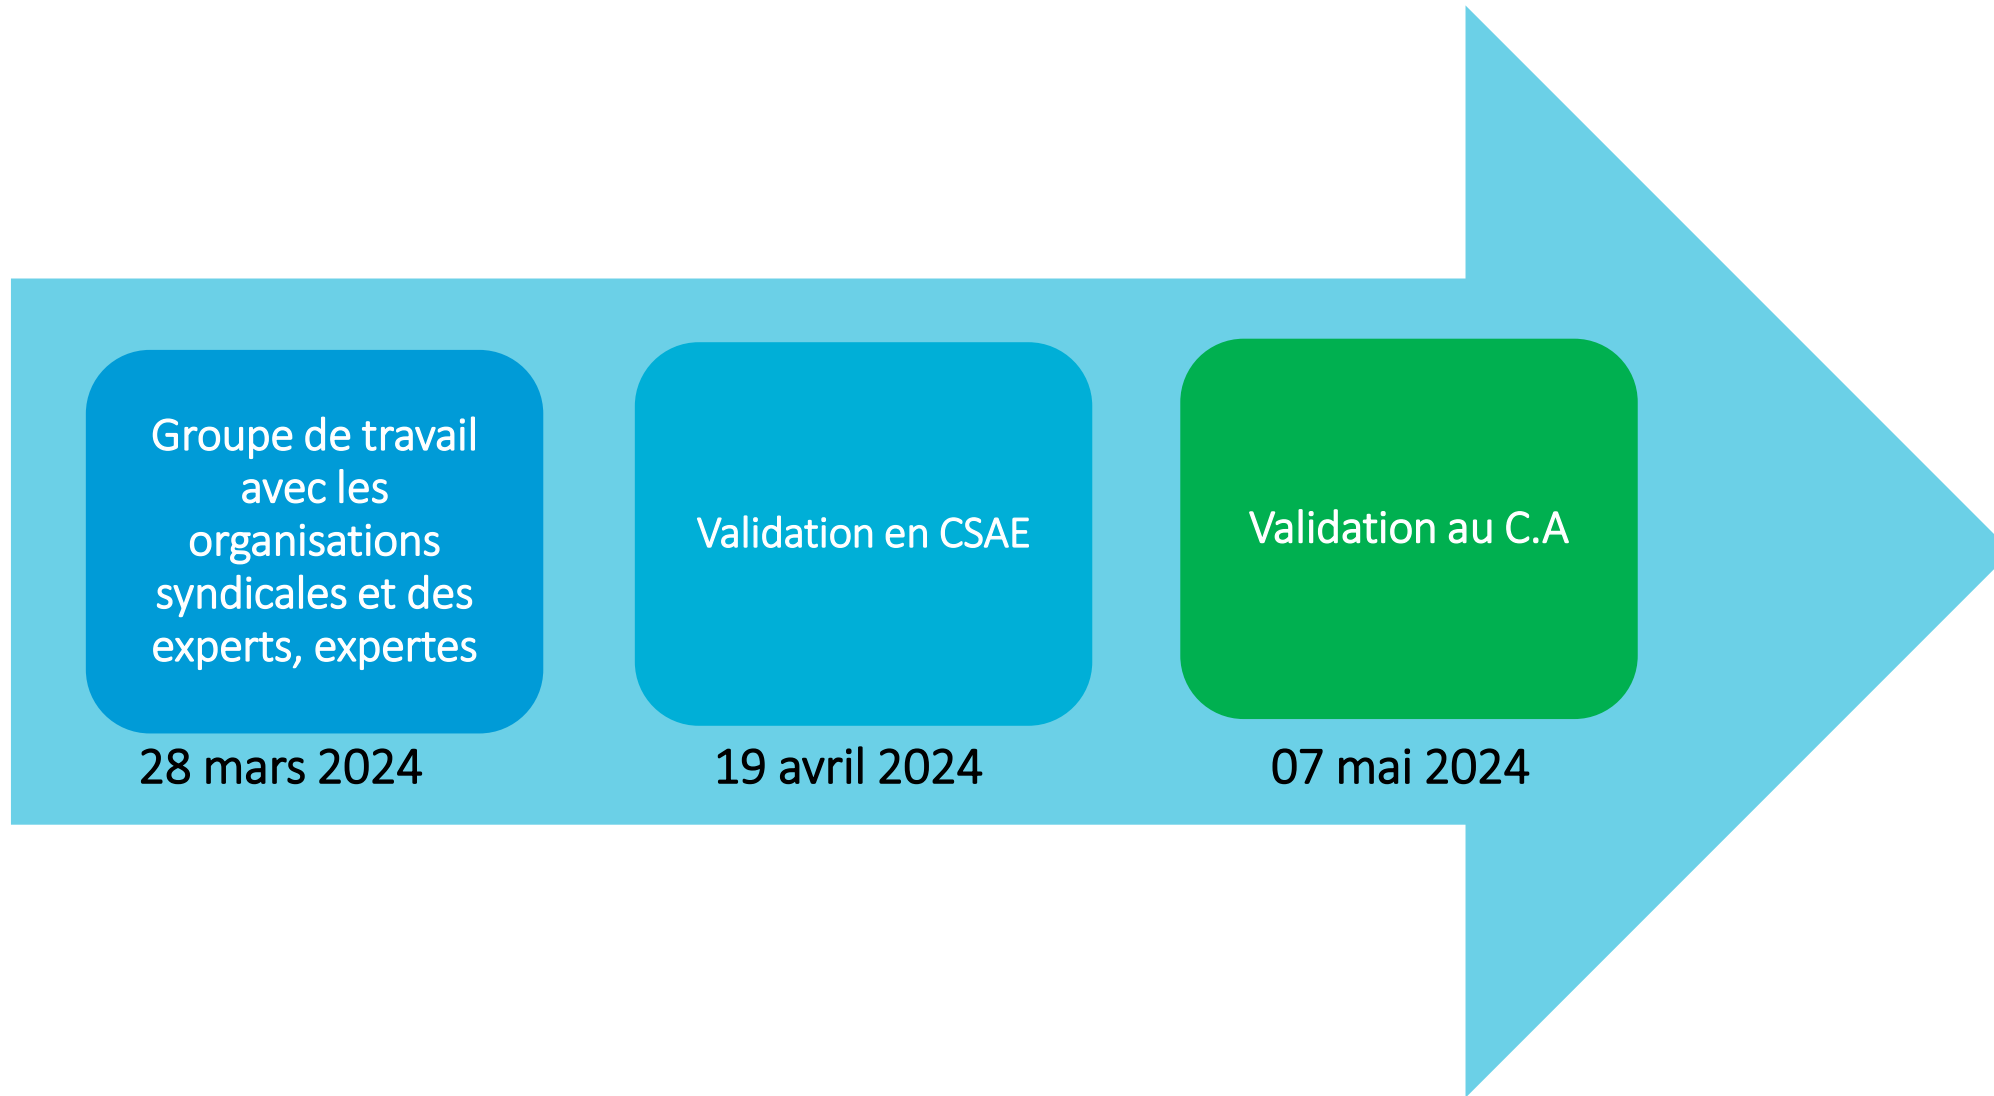 Groupe de travail
avec les
organisations
syndicales et des
experts, expertes
28 mars 2024
Validation en CSAE
19 avril 2024
Validation au C.A
07 mai 2024